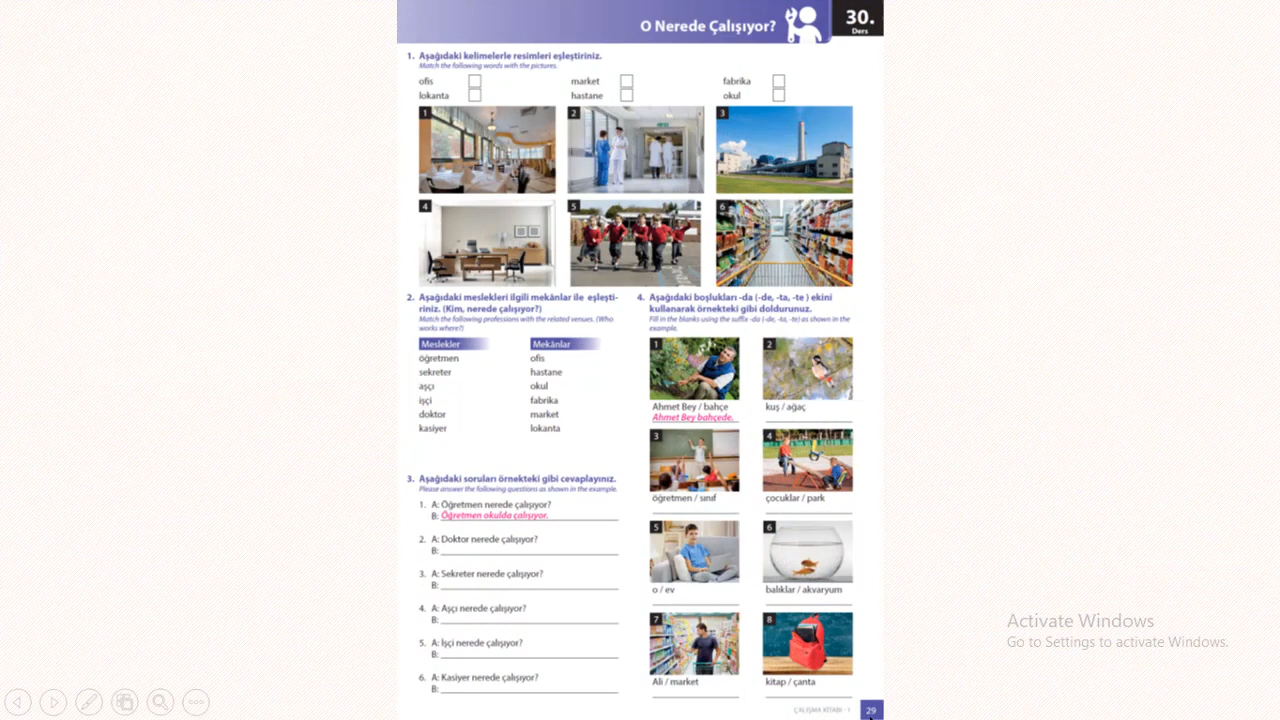 O Nerede Çalışıyor?
30.
Ders
1. Aşağıdaki kelimelerle resimleri eşleştiriniz.
Match the following words with the pictures.
ofis
market
fabrika
lokanta
hastane
okul
1
2
3
4
5
6
2. Aşağıdaki meslekleri ilgili mekânlar ile eşleşti-
riniz. (Kim, nerede çalışıyor?)
Match the following professions with the related venues. (Who
works where?)
Meslekler
Mekânlar
öğretmen
ofis
sekreter
hastane
aşçı
okul
işçi
fabrika
doktor
market
kasiyer
lokanta
3. Aşağıdaki soruları örnekteki gibi cevaplayınız.
Please answer the following questions as shown in the example.
1. A: Öğretmen nerede çalışıyor?
B: Öğretmen okulda çalışıyor.
2. A: Doktor nerede çalışıyor?
B:
3. A: Sekreter nerede çalışıyor?
B:
4. A: Aşçı nerede çalışıyor?
B:
5. A: İşçi nerede çalışıyor?
B:
6. A: Kasiyer nerede çalışıyor?
B:
4. Aşağıdaki boşlukları -da (-de, -ta, -te ) ekini
kullanarak örnekteki gibi doldurunuz.
Fill in the blanks using the suffix -da (-de, -ta, -te) as shown in the
example.
1
2
Ahmet Bey / bahçe
kuş / ağaç
Ahmet Bey bahçede.
3
4
öğretmen / sınıf
çocuklar / park
5
6
o / ev
balıklar / akvaryum
7
8
Ali / market
kitap / çanta
ÇALIŞMA KİTABI · 1
29
Activate Windows
Go to Settings to activate Windows.